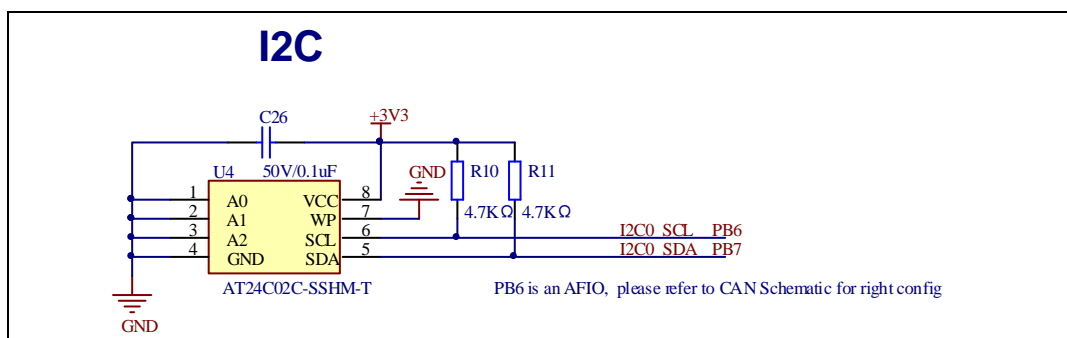 I2C
C26
+3V3
U4
50V/0.1uF
GND
R10
R11
1
A0
VCC
8
2
A1
WP
7
4.7KΩ
4.7KΩ
3
A2
SCL
6
I2C0_SCL
PB6
4
GND
SDA
5
I2C0_SDA
PB7
AT24C02C-SSHM-T
PB6 is an AFIO, please refer to CAN Schematic for right config
GND